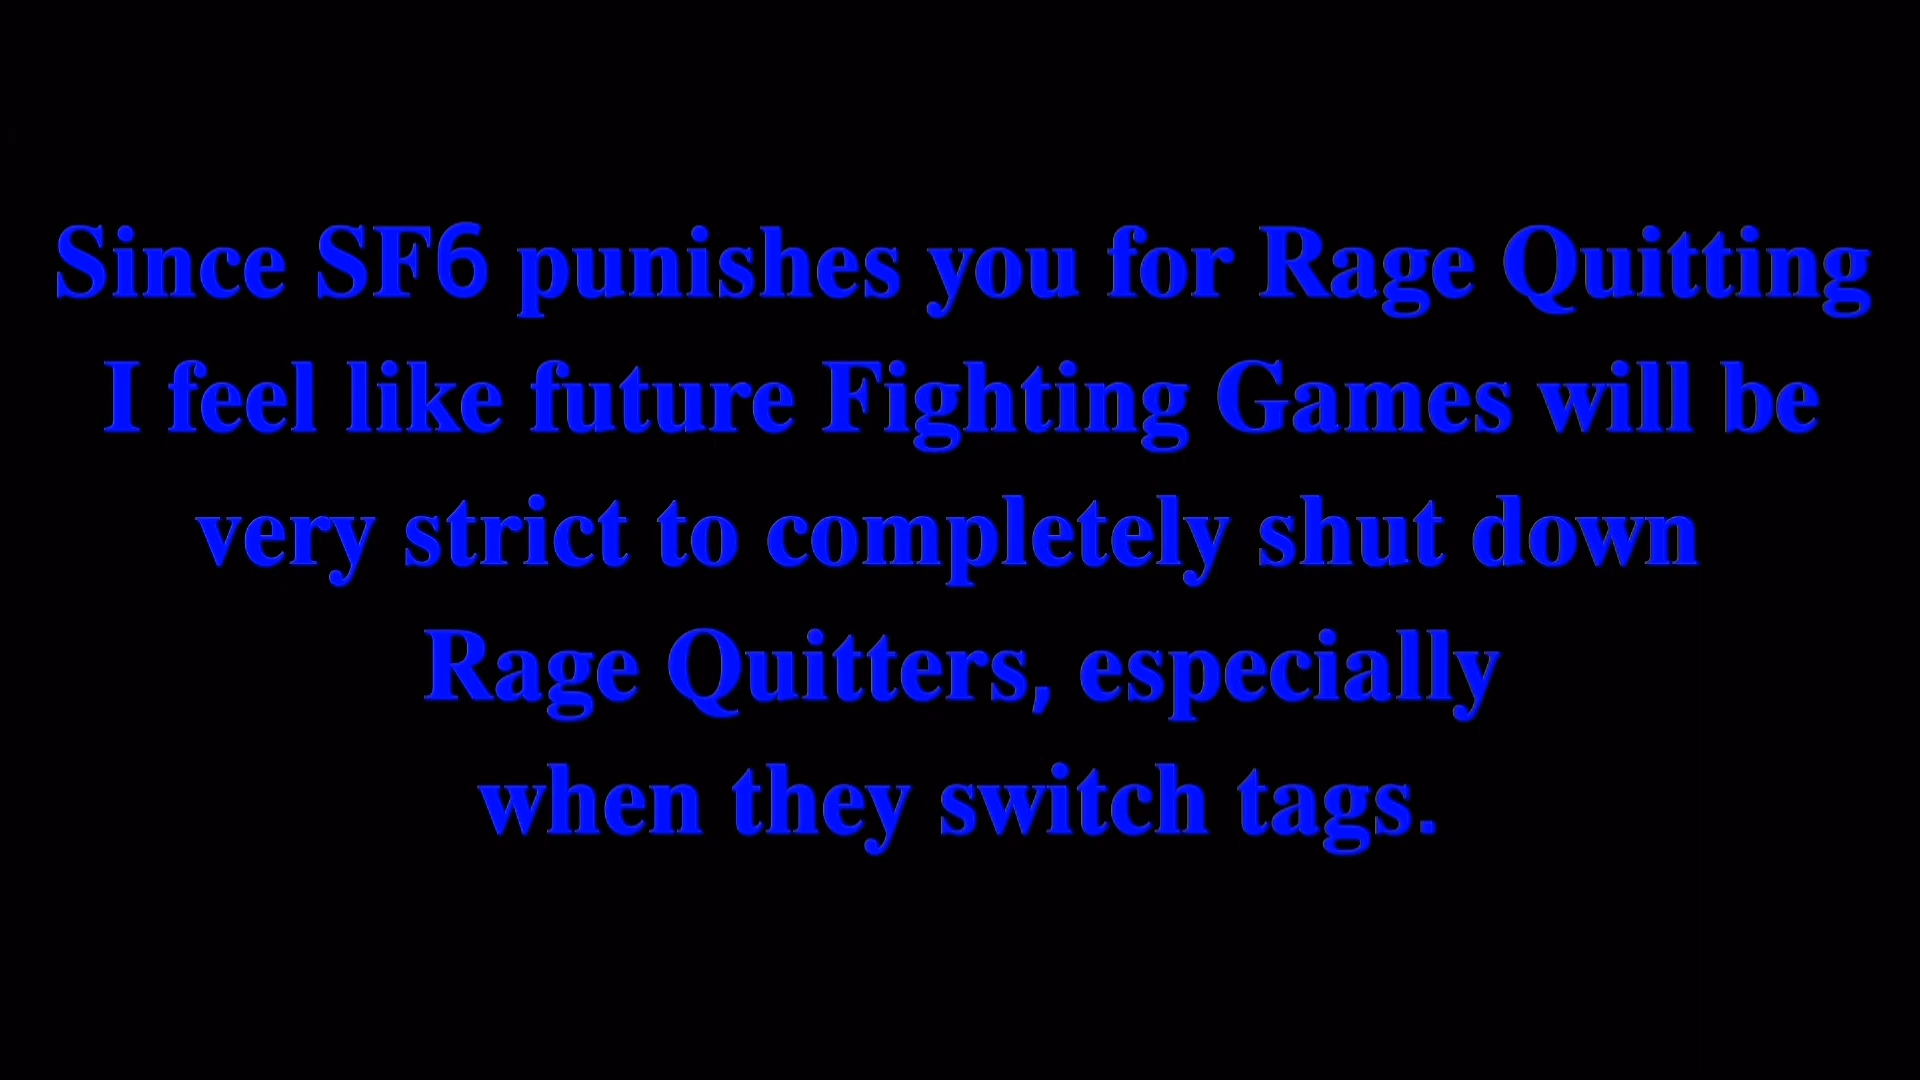 Since SF6 punishes you for Rage Quitting
I feel like future Fighting Games will be
very strict to completely shut down
Rage Quitters, especially
when they switch tags.